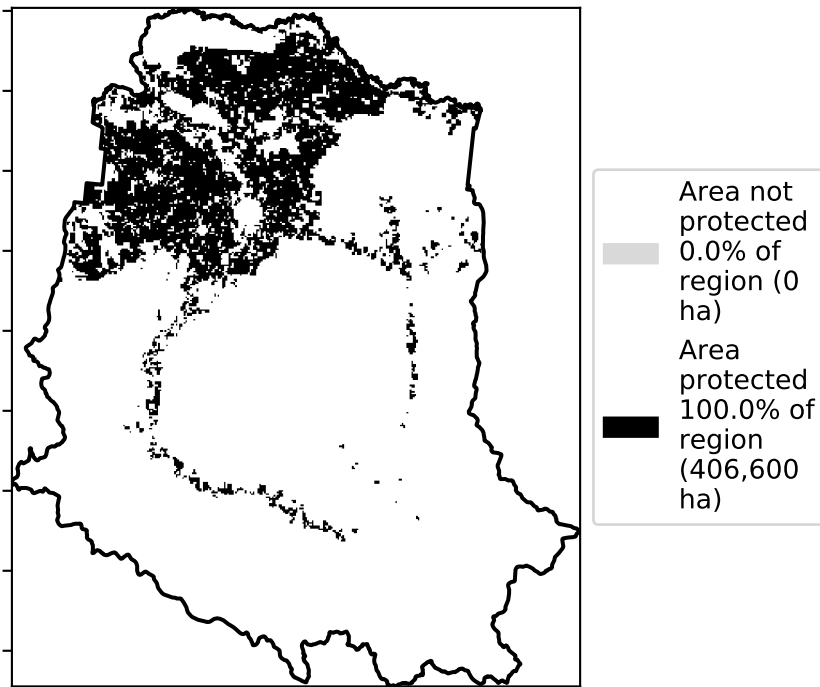 Area not
protected
0.0% of
region (0
ha)
Area
protected
100.0% of
region
(406,600
ha)